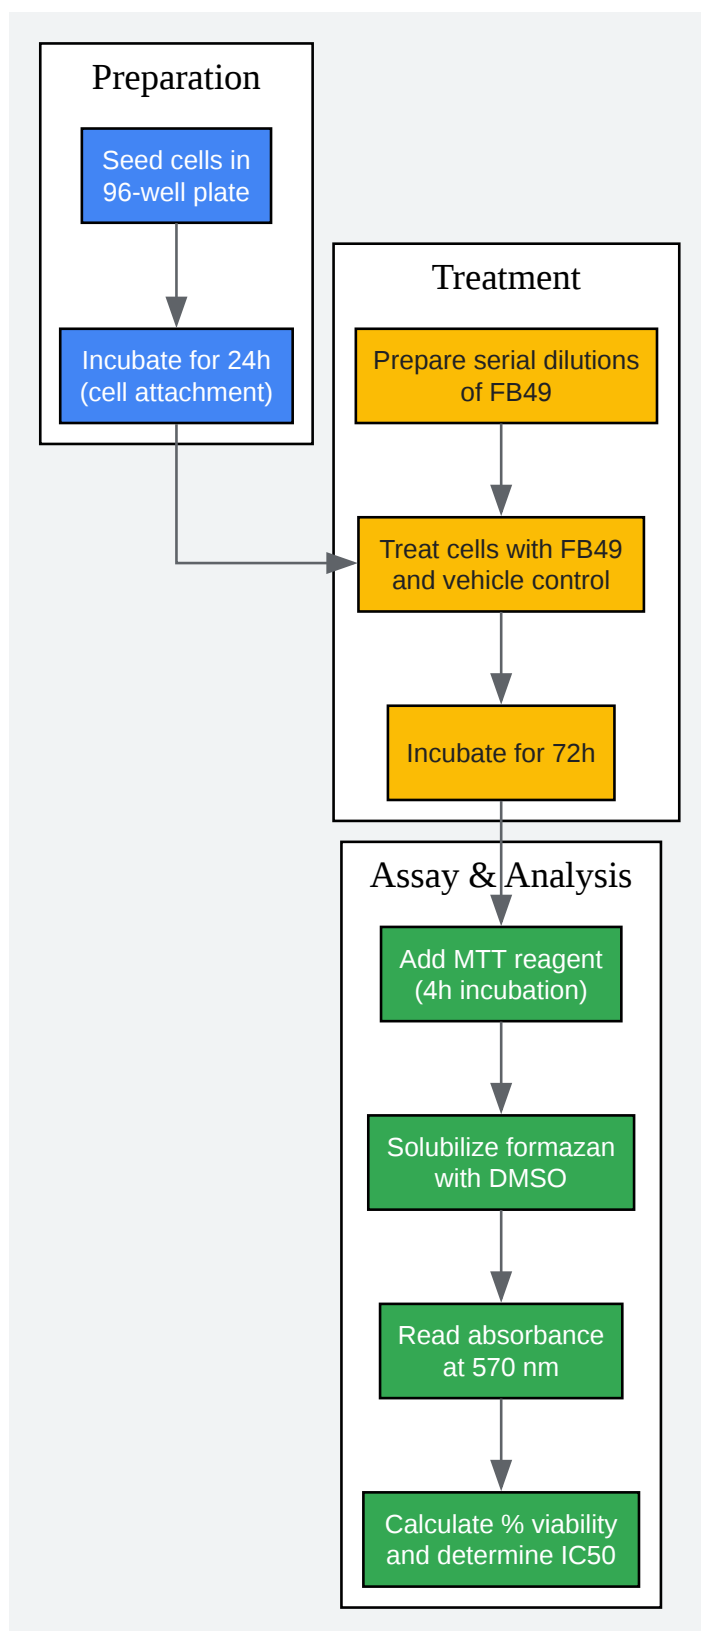 Preparation
Seed cells in
96-well plate
Incubate for 24h
(cell attachment)
Treatment
Prepare serial dilutions
of FB49
Treat cells with FB49
and vehicle control
Incubate for 72h
Assay & Analysis
Add MTT reagent
(4h incubation)
Solubilize formazan
with DMSO
Read absorbance
at 570 nm
Calculate % viability
and determine IC50